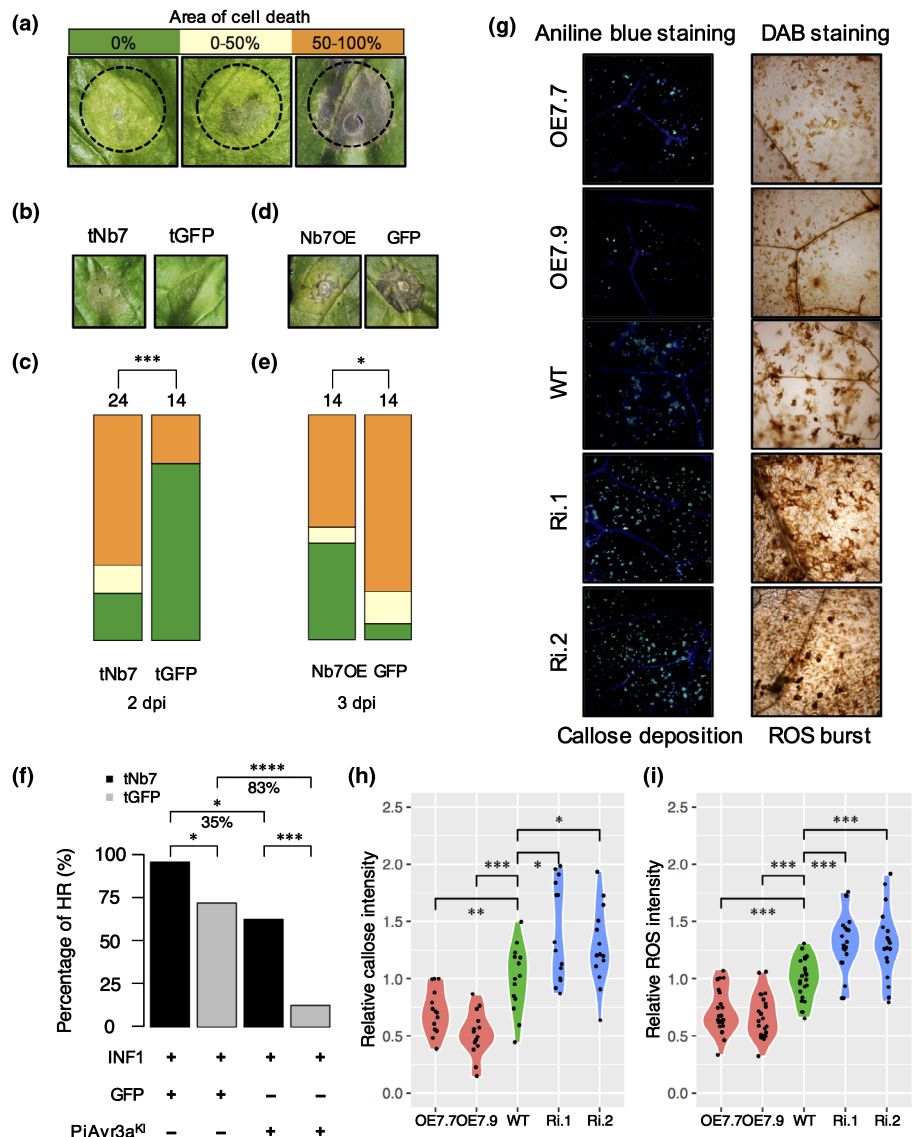 (a)
Area of cell death
0% 0-50% 50-100%
(b)
tNb7 tGFP
(d)
Nb7OE GFP
(c)
***
24 14
tNb7 tGFP
2 dpi
(e)
*
14 14
Nb7OE GFP
3 dpi
(g)
Aniline blue staining DAB staining
OE7.7
OE7.9
WT
Ri.1
Ri.2
Callose deposition ROS burst
(f)
tNb7
tGFP
****
83%
*
35%
* ***
Percentage of HR (%)
100
75
50
25
0
INF1 + + + +
GFP + + – –
PiAvr3aKI – – + +
(h)
Relative callose intensity
2.5
2.0
1.5
1.0
0.5
0.0
*
*** *
**
OE7.7 OE7.9 WT Ri.1 Ri.2
(i)
Relative ROS intensity
2.5
2.0
1.5
1.0
0.5
0.0
***
*** ***
***
OE7.7 OE7.9 WT Ri.1 Ri.2